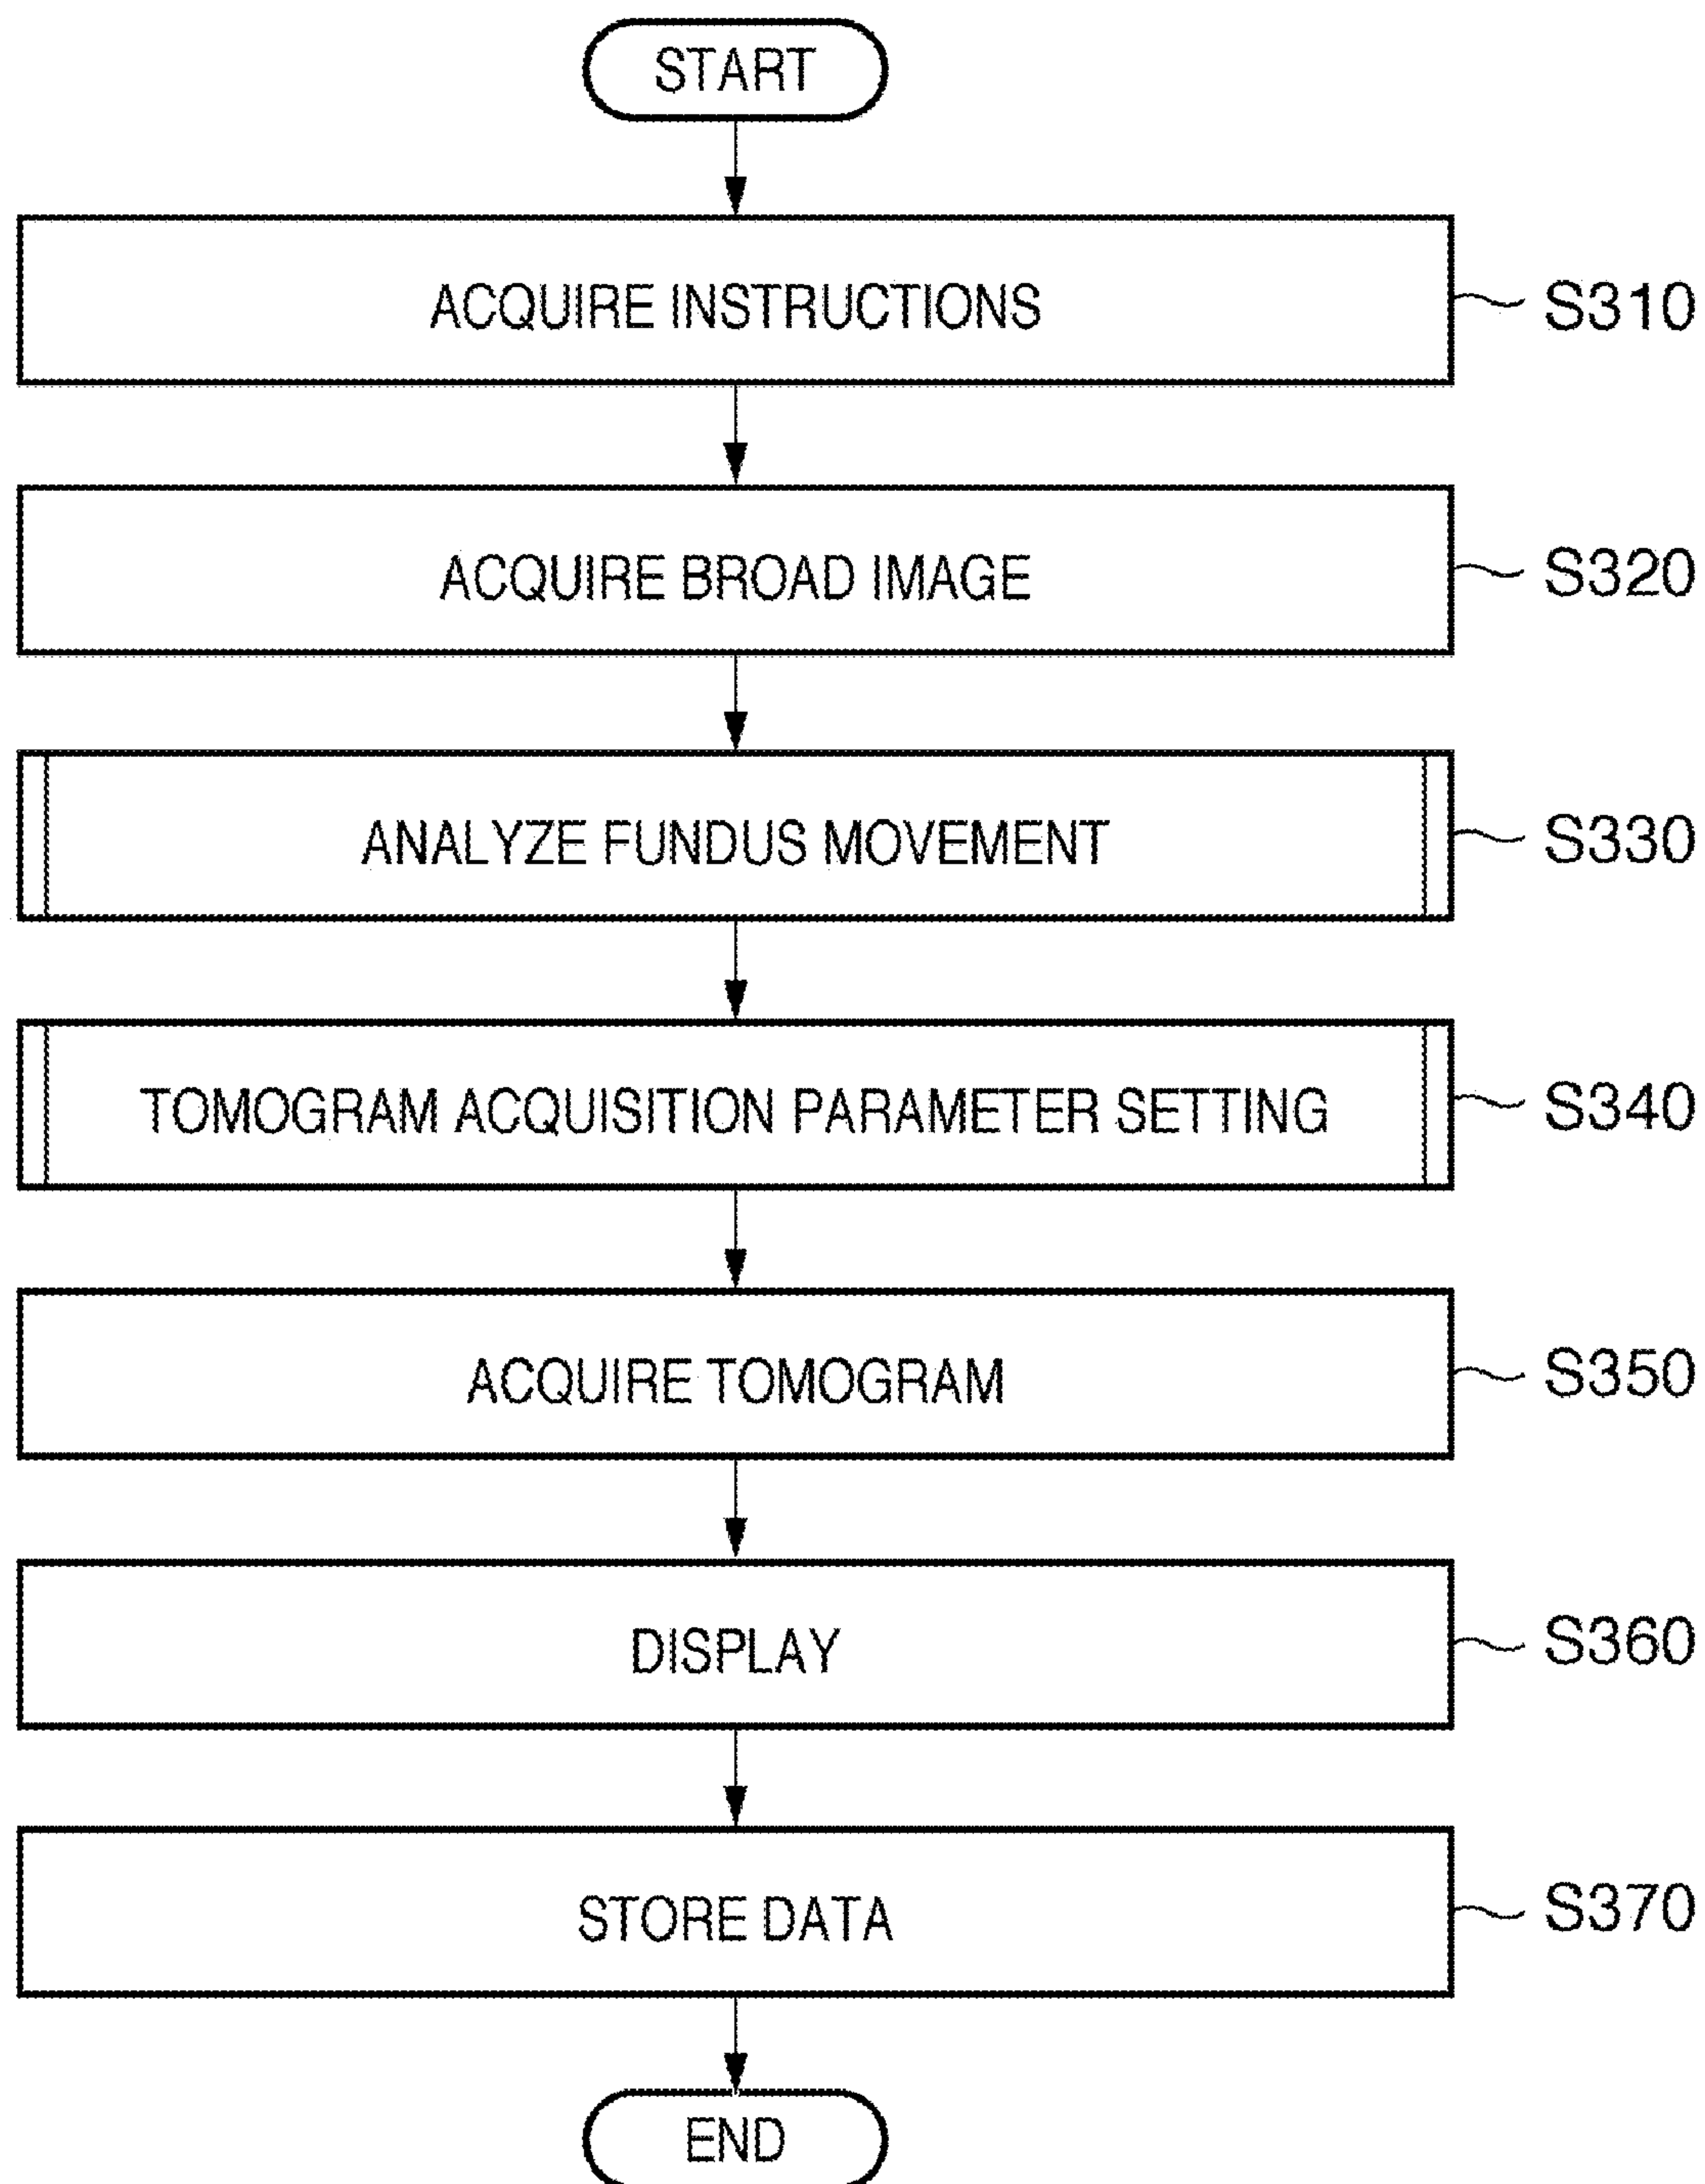 START
ACQUIRE INSTRUCTIONS
S310
ACQUIRE BROAD IMAGE
S320
ANALYZE FUNDUS MOVEMENT
S330
TOMOGRAM ACQUISITION PARAMETER SETTING
S340
ACQUIRE TOMOGRAM
S350
DISPLAY
S360
STORE DATA
S370
END